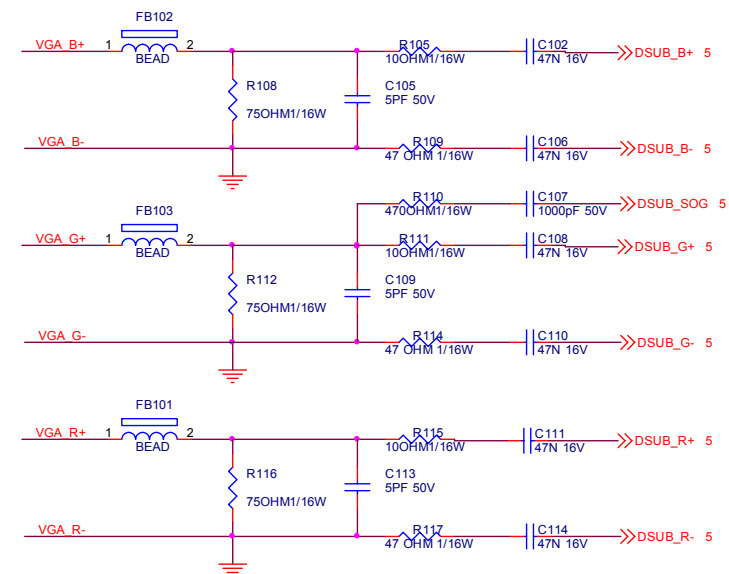 FB102
VGA_B+ 1 2 R105 C102 DSUB_B+ 5
BEAD 10OHM1/16W 47N 16V
R108 C105
75OHM1/16W 5PF 50V
VGA_B- R109 C106 DSUB_B- 5
47 OHM 1/16W 47N 16V
R110 C107 DSUB_SOG 5
470OHM1/16W 1000pF 50V
FB103
VGA_G+ 1 2 R111 C108 DSUB_G+ 5
BEAD 10OHM1/16W 47N 16V
R112 C109
75OHM1/16W 5PF 50V
VGA_G- R114 C110 DSUB_G- 5
47 OHM 1/16W 47N 16V
FB101
VGA_R+ 1 2 R115 C111 DSUB_R+ 5
BEAD 10OHM1/16W 47N 16V
R116 C113
75OHM1/16W 5PF 50V
VGA_R- R117 C114 DSUB_R- 5
47 OHM 1/16W 47N 16V